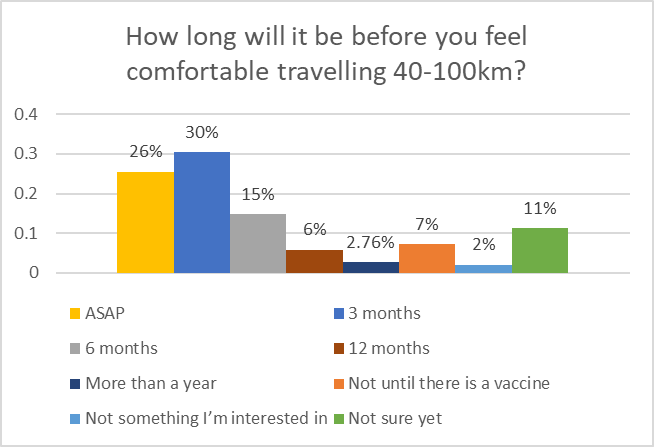 How long will it be before you feel
comfortable travelling 40-100km?
0.4
0.3
0.2
0.1
0
26%
30%
15%
6%
2.76%
7%
2%
11%
ASAP
3 months
6 months
12 months
More than a year
Not until there is a vaccine
Not something I’m interested in
Not sure yet